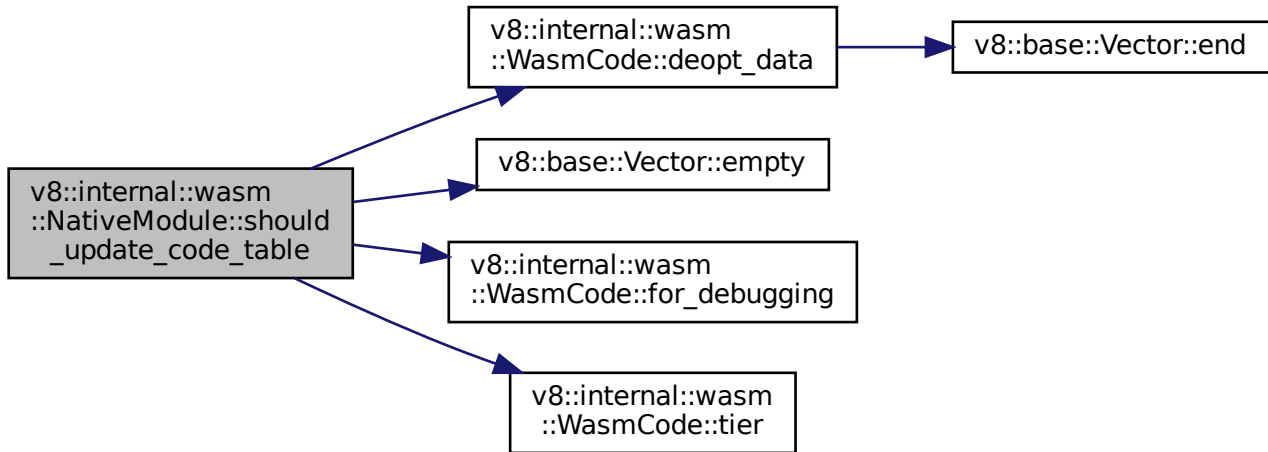 v8::internal::wasm
::NativeModule::should
_update_code_table
v8::internal::wasm
::WasmCode::deopt_data
v8::base::Vector::end
v8::base::Vector::empty
v8::internal::wasm
::WasmCode::for_debugging
v8::internal::wasm
::WasmCode::tier